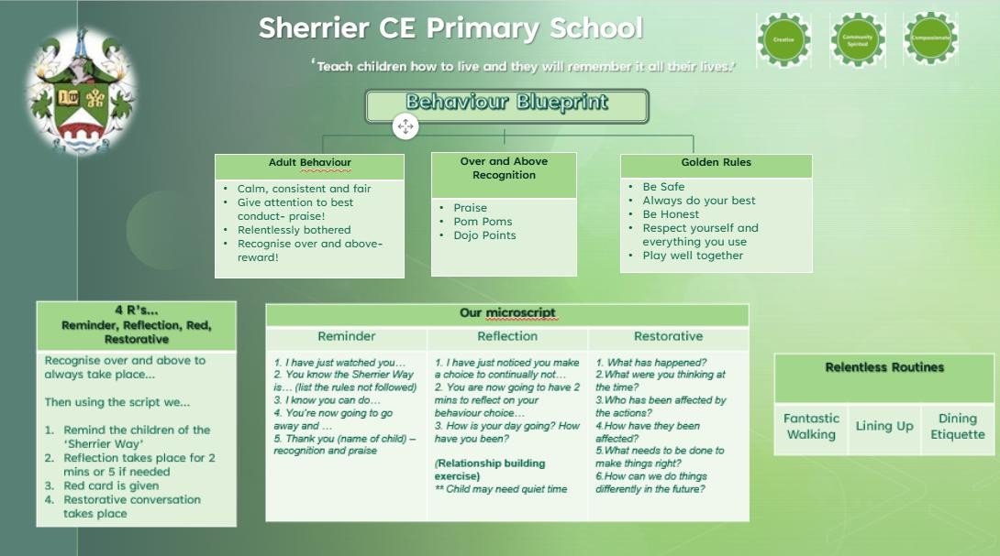 Sherrier CE Primary School
Creative
Community
Spirited
Compassionate
‘Teach children how to live and they will remember it all their lives.’
Behaviour Blueprint
Adult Behaviour
• Calm, consistent and fair
• Give attention to best
conduct- praise!
• Relentlessly bothered
• Recognise over and above-
reward!
Over and Above
Recognition
• Praise
• Pom Poms
• Dojo Points
Golden Rules
• Be Safe
• Always do your best
• Be Honest
• Respect yourself and
everything you use
• Play well together
4 R's...
Reminder, Reflection, Red,
Restorative
Recognise over and above to
always take place...
Then using the script we...
1. Remind the children of the
‘Sherrier Way’
2. Reflection takes place for 2
mins or 5 if needed
3. Red card is given
4. Restorative conversation
takes place
Our microscript
Reminder
1. I have just watched you…
2. You know the Sherrier Way
is… (list the rules not followed)
3. I know you can do…
4. You’re now going to go
away and …
5. Thank you (name of child) –
recognition and praise
Reflection
1. I have just noticed you make
a choice to continually not…
2. You are now going to have 2
mins to reflect on your
behaviour choice…
3. How is your day going? How
have you been?
(Relationship building
exercise)
** Child may need quiet time
Restorative
1. What has happened?
2.What were you thinking at
the time?
3.Who has been affected by
the actions?
4.How have they been
affected?
5.What needs to be done to
make things right?
6.How can we do things
differently in the future?
Relentless Routines
Fantastic
Walking
Lining Up
Dining
Etiquette